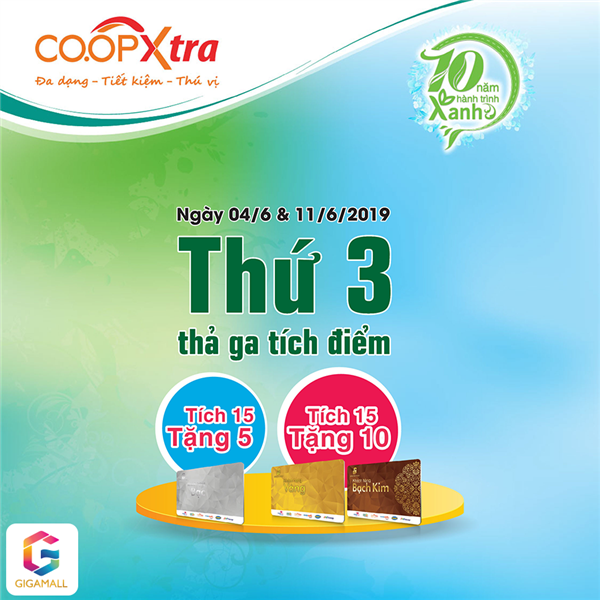 CO.OPXtra
Đa dạng – Tiết kiệm – Thú vị
10 năm
hành trình
Xanh
Ngày 04/6 & 11/6/2019
Thứ 3
thả ga tích điểm
Tích 15
Tặng 5
Tích 15
Tặng 10
Vàng
Bạch Kim
GIGAMALL